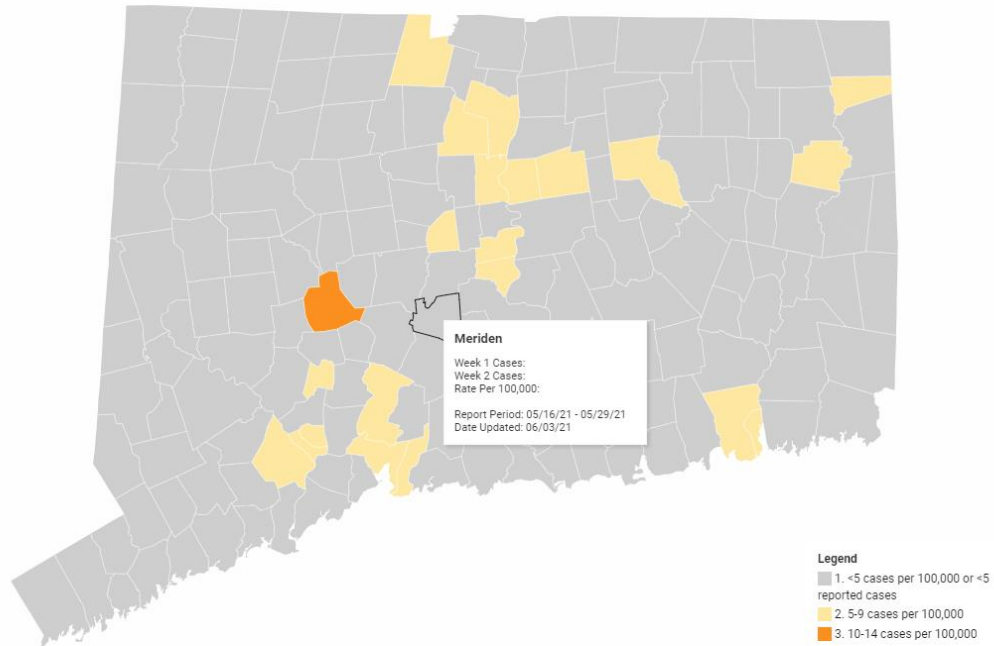 Meriden
Week 1 Cases:
Week 2 Cases:
Rate Per 100,000:
Report Period: 05/16/21 - 05/29/21
Date Updated: 06/03/21
Legend
1. <5 cases per 100,000 or <5
reported cases
2. 5-9 cases per 100,000
3. 10-14 cases per 100,000